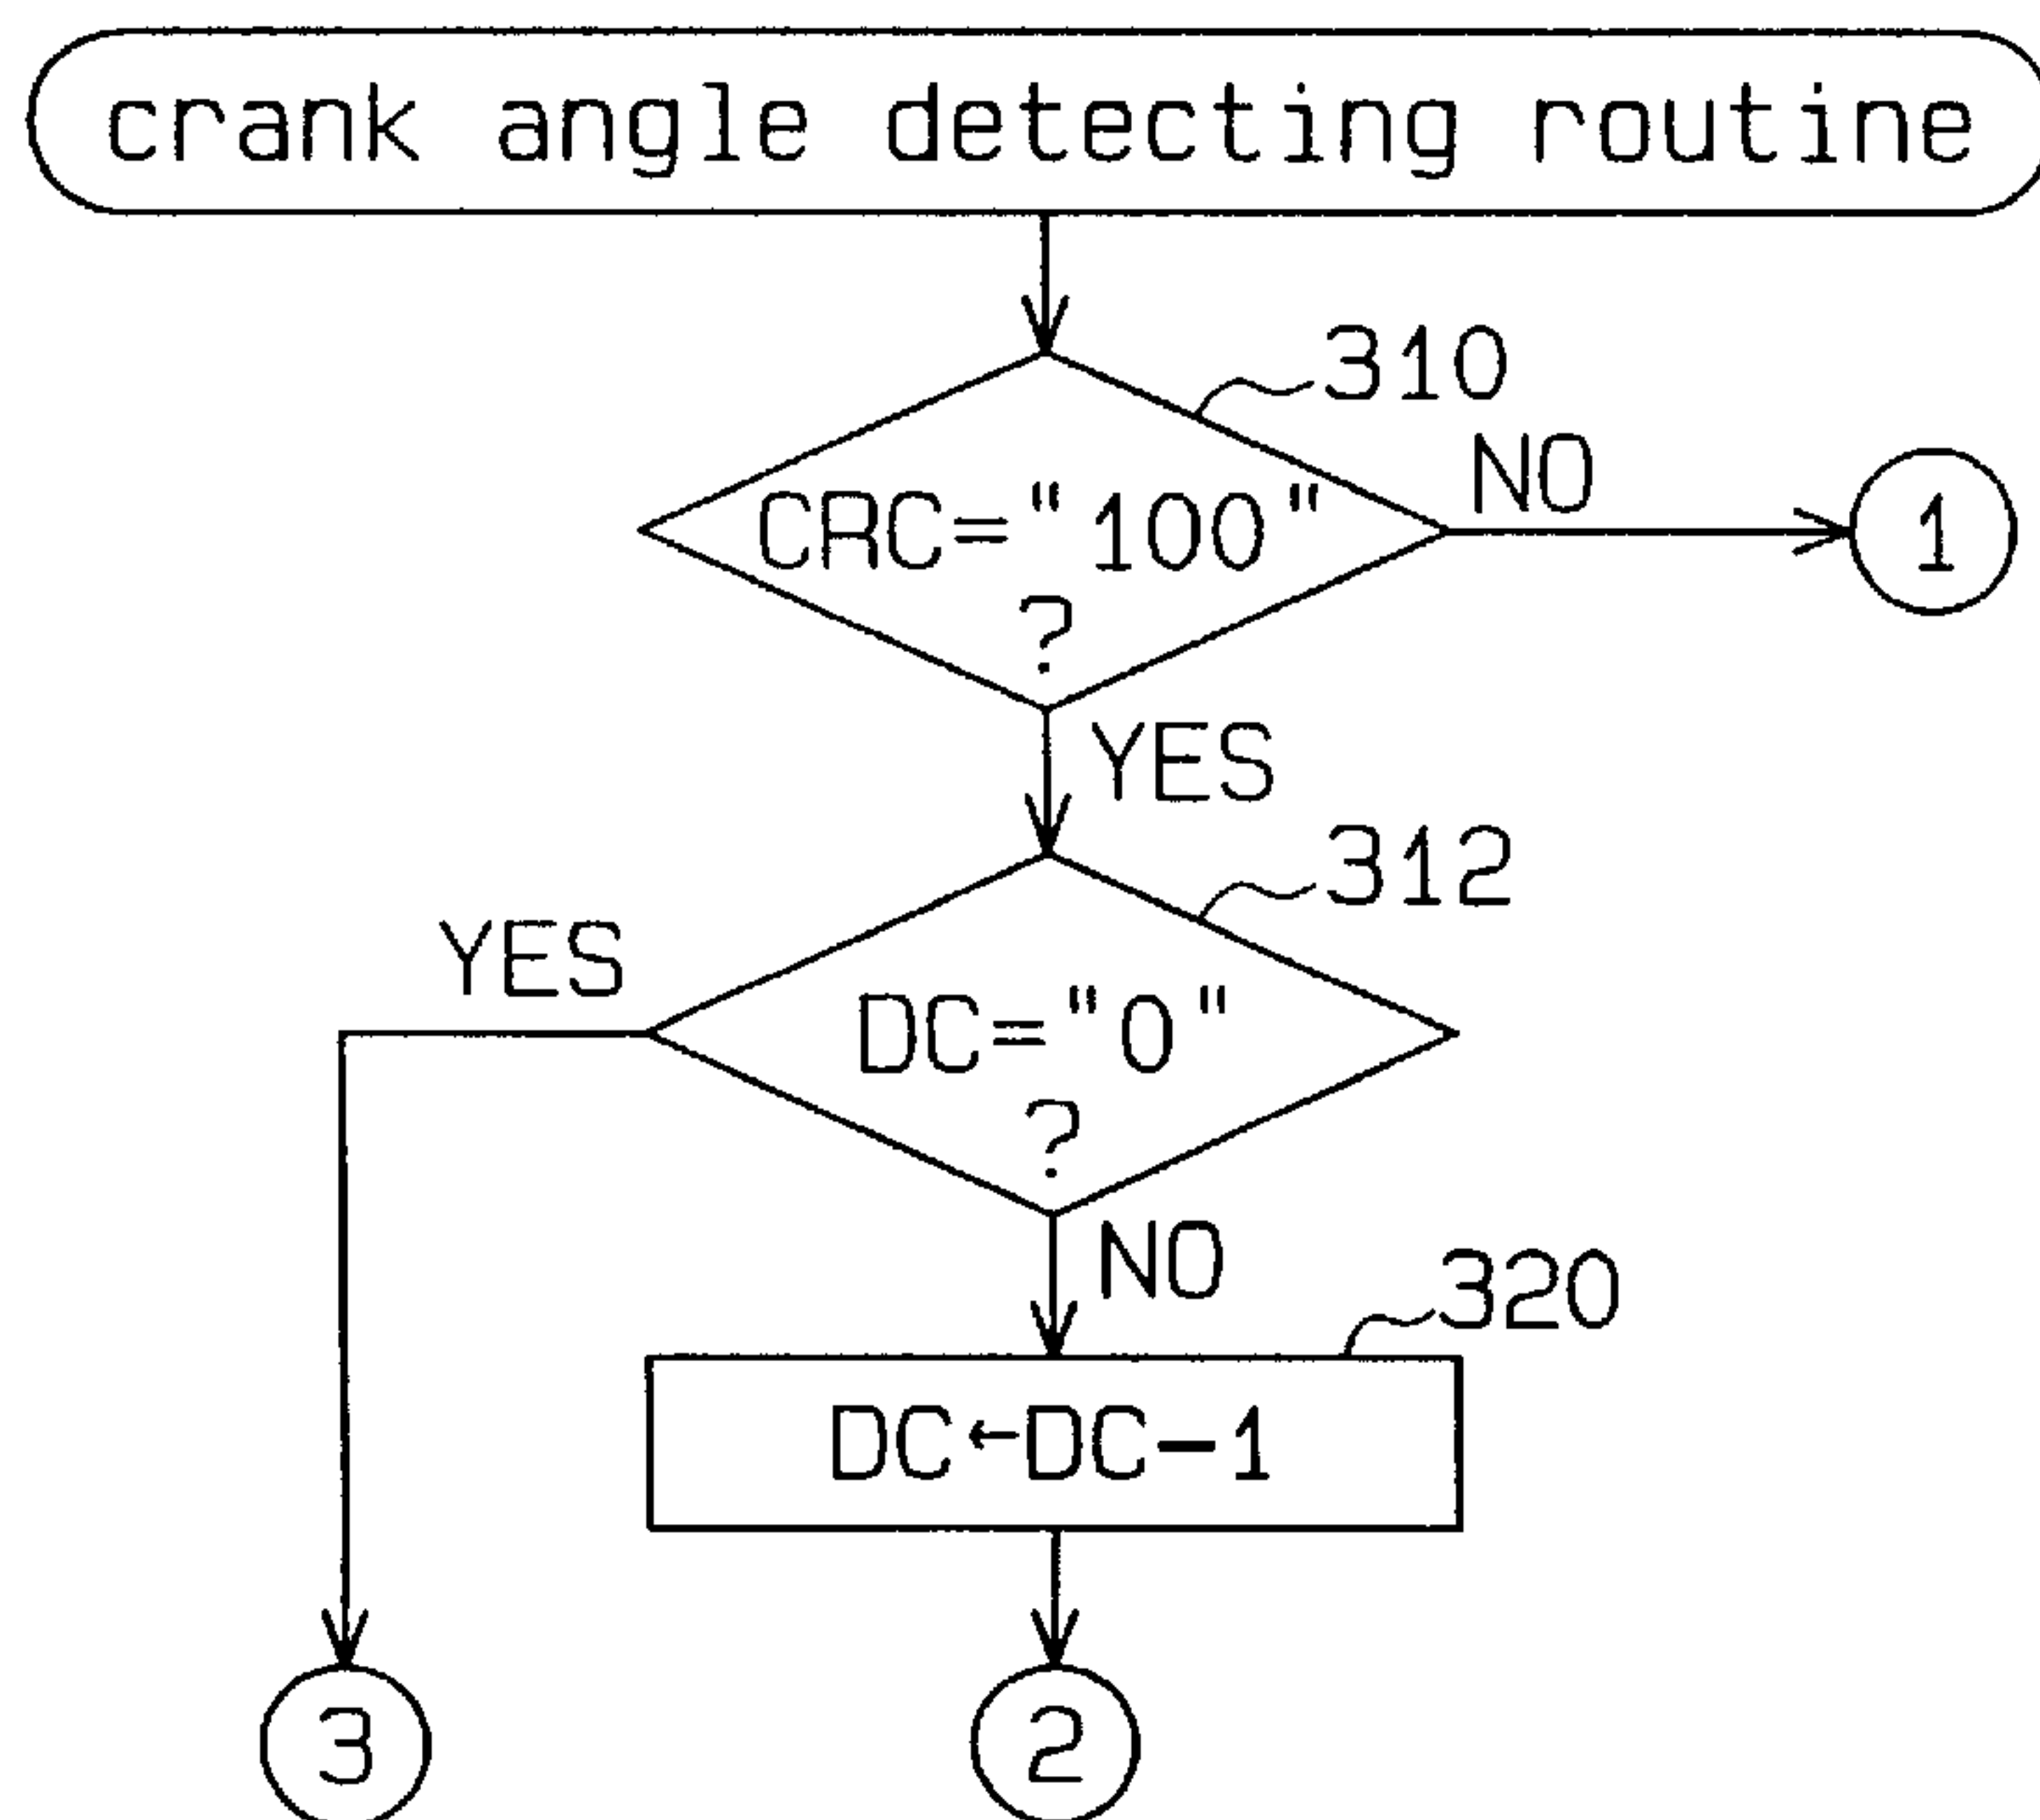 crank angle detecting routine
310
CRC="100"
?
NO
1
YES
312
YES
DC="0"
?
NO
320
DC←DC-1
3
2